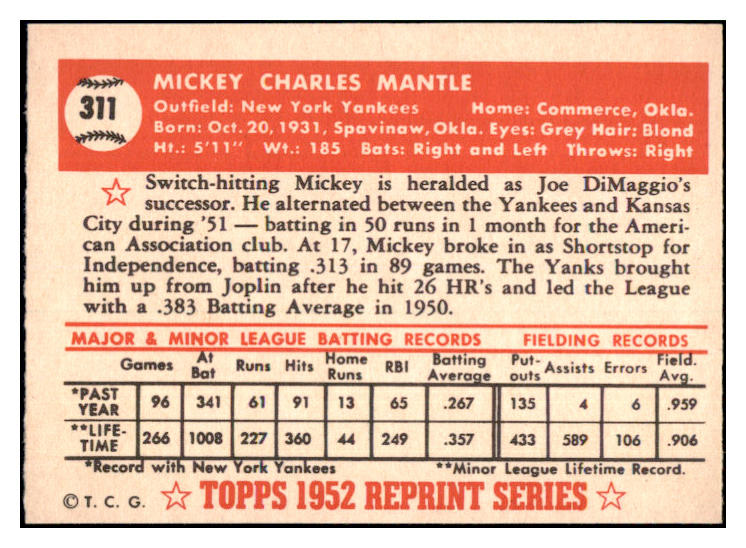 311
MICKEY CHARLES MANTLE
Outfield: New York Yankees Home: Commerce, Okla.
Born: Oct. 20, 1931, Spavinaw, Okla. Eyes: Grey Hair: Blond
Ht.: 5'11" Wt.: 185 Bats: Right and Left Throws: Right
Switch-hitting Mickey is heralded as Joe DiMaggio's
successor. He alternated between the Yankees and Kansas
City during '51 — batting in 50 runs in 1 month for the Ameri-
can Association club. At 17, Mickey broke in as Shortstop for
Independence, batting .313 in 89 games. The Yanks brought
him up from Joplin after he hit 26 HR's and led the League
with a .383 Batting Average in 1950.
MAJOR & MINOR LEAGUE BATTING RECORDS FIELDING RECORDS
Games At Bat Runs Hits Home Runs RBI Batting Average Put-outs Assists Errors Field. Avg.
*PAST YEAR 96 341 61 91 13 65 .267 135 4 6 .959
**LIFE-TIME 266 1008 227 360 44 249 .357 433 589 106 .906
*Record with New York Yankees **Minor League Lifetime Record.
© T. C. G. TOPPS 1952 REPRINT SERIES